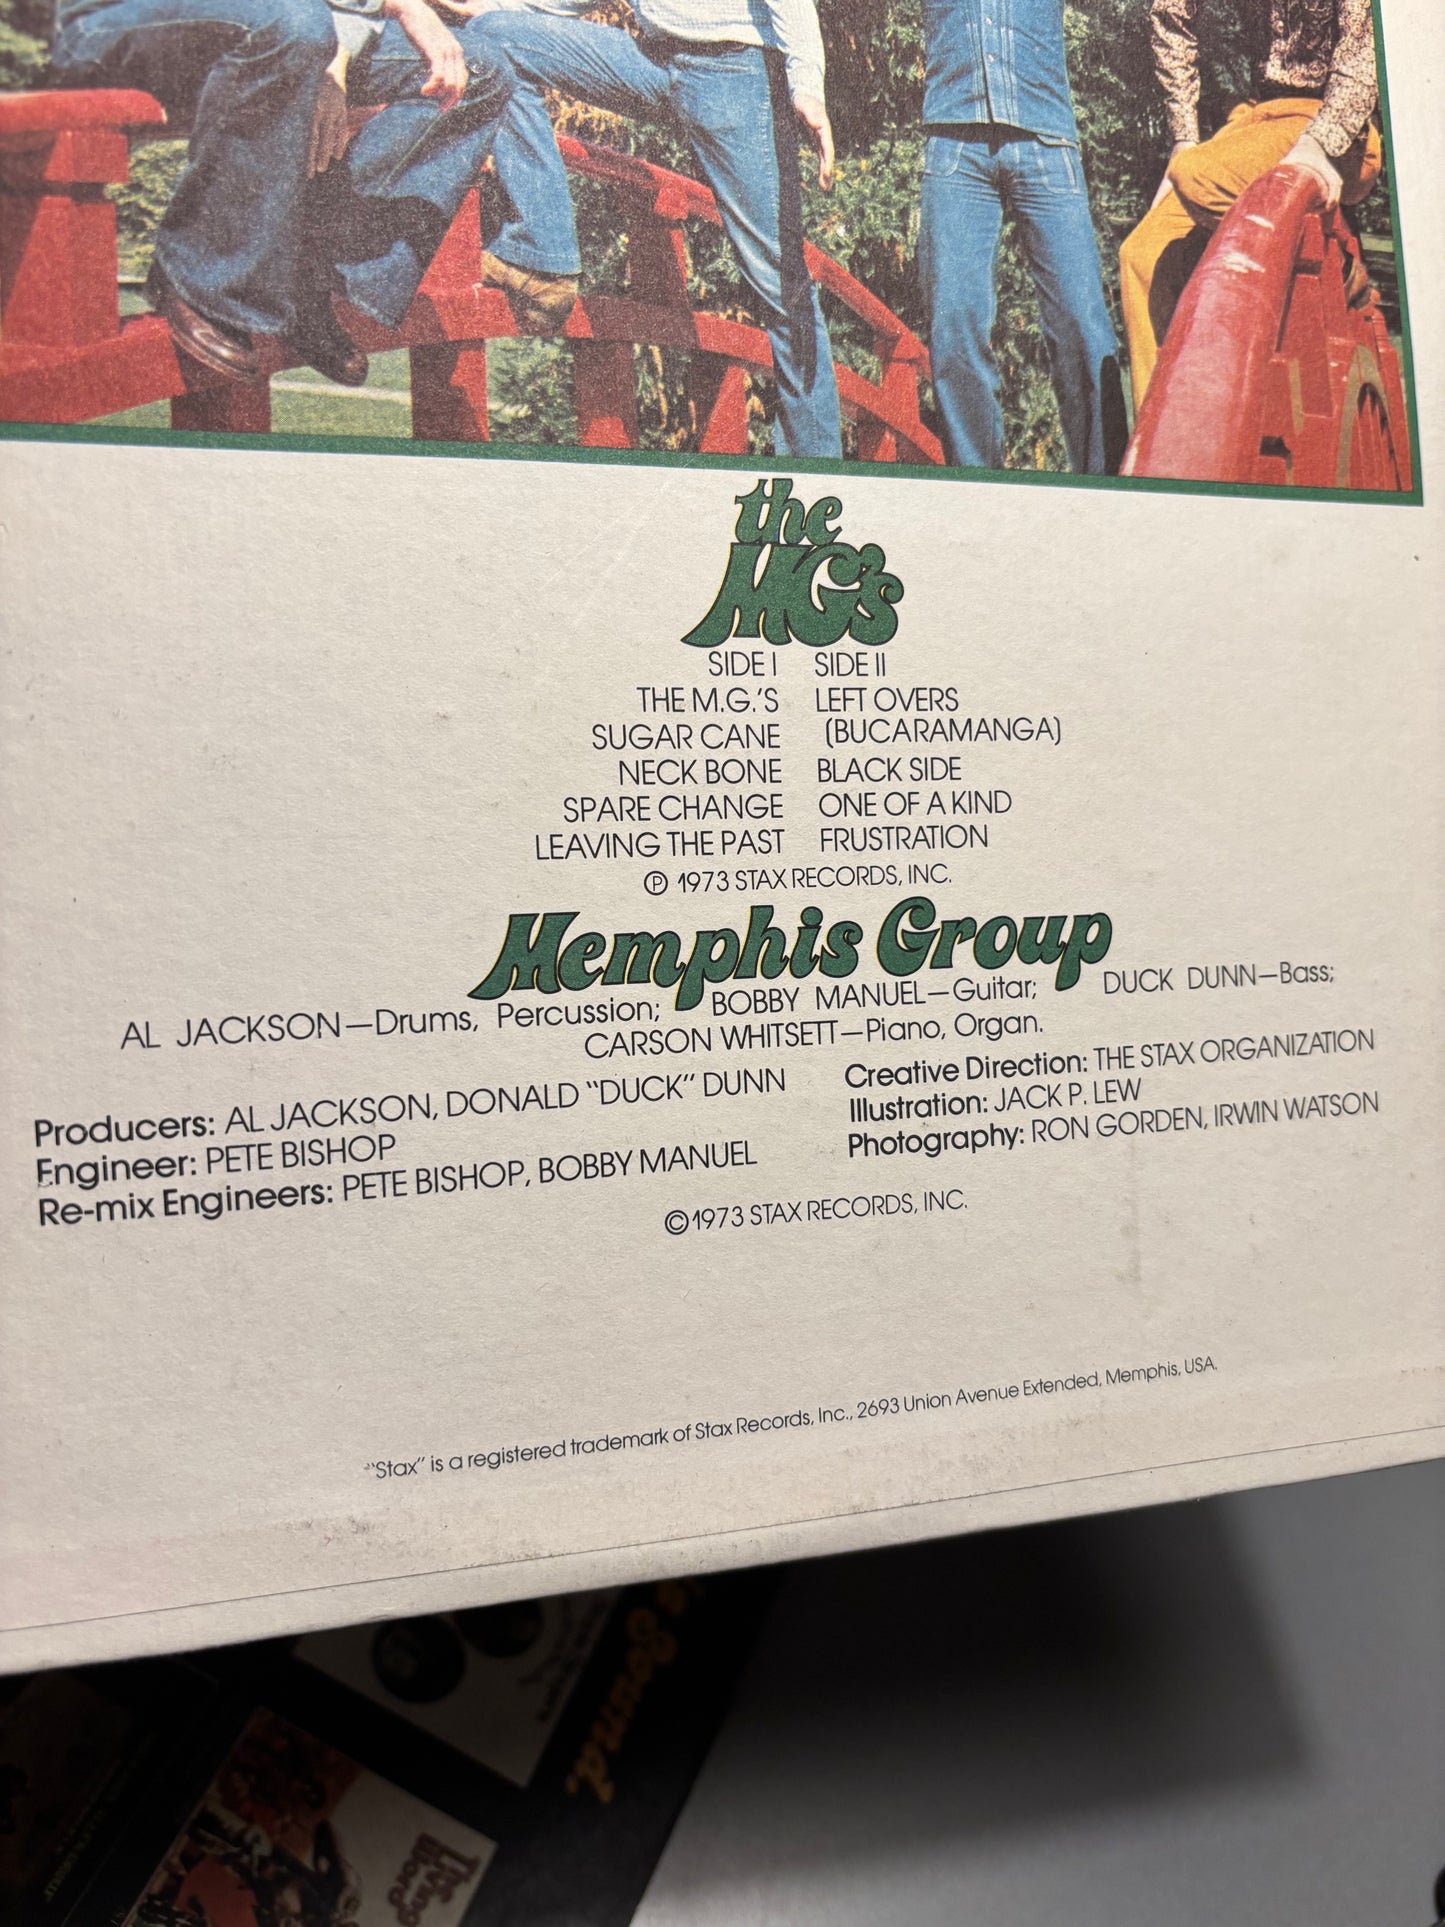 the
MG's
SIDE I SIDE II
THE M.G.'S LEFT OVERS
SUGAR CANE (BUCARAMANGA)
NECK BONE BLACK SIDE
SPARE CHANGE ONE OF A KIND
LEAVING THE PAST FRUSTRATION
Ⓟ 1973 STAX RECORDS, INC.
Memphis Group
AL JACKSON—Drums, Percussion; BOBBY MANUEL—Guitar; DUCK DUNN—Bass;
CARSON WHITSETT—Piano, Organ.
Producers: AL JACKSON, DONALD "DUCK" DUNN
Engineer: PETE BISHOP
Re-mix Engineers: PETE BISHOP, BOBBY MANUEL
Creative Direction: THE STAX ORGANIZATION
Illustration: JACK P. LEW
Photography: RON GORDEN, IRWIN WATSON
©1973 STAX RECORDS, INC.
"Stax" is a registered trademark of Stax Records, Inc., 2693 Union Avenue Extended, Memphis, USA.
Sound.
The
Living
Word